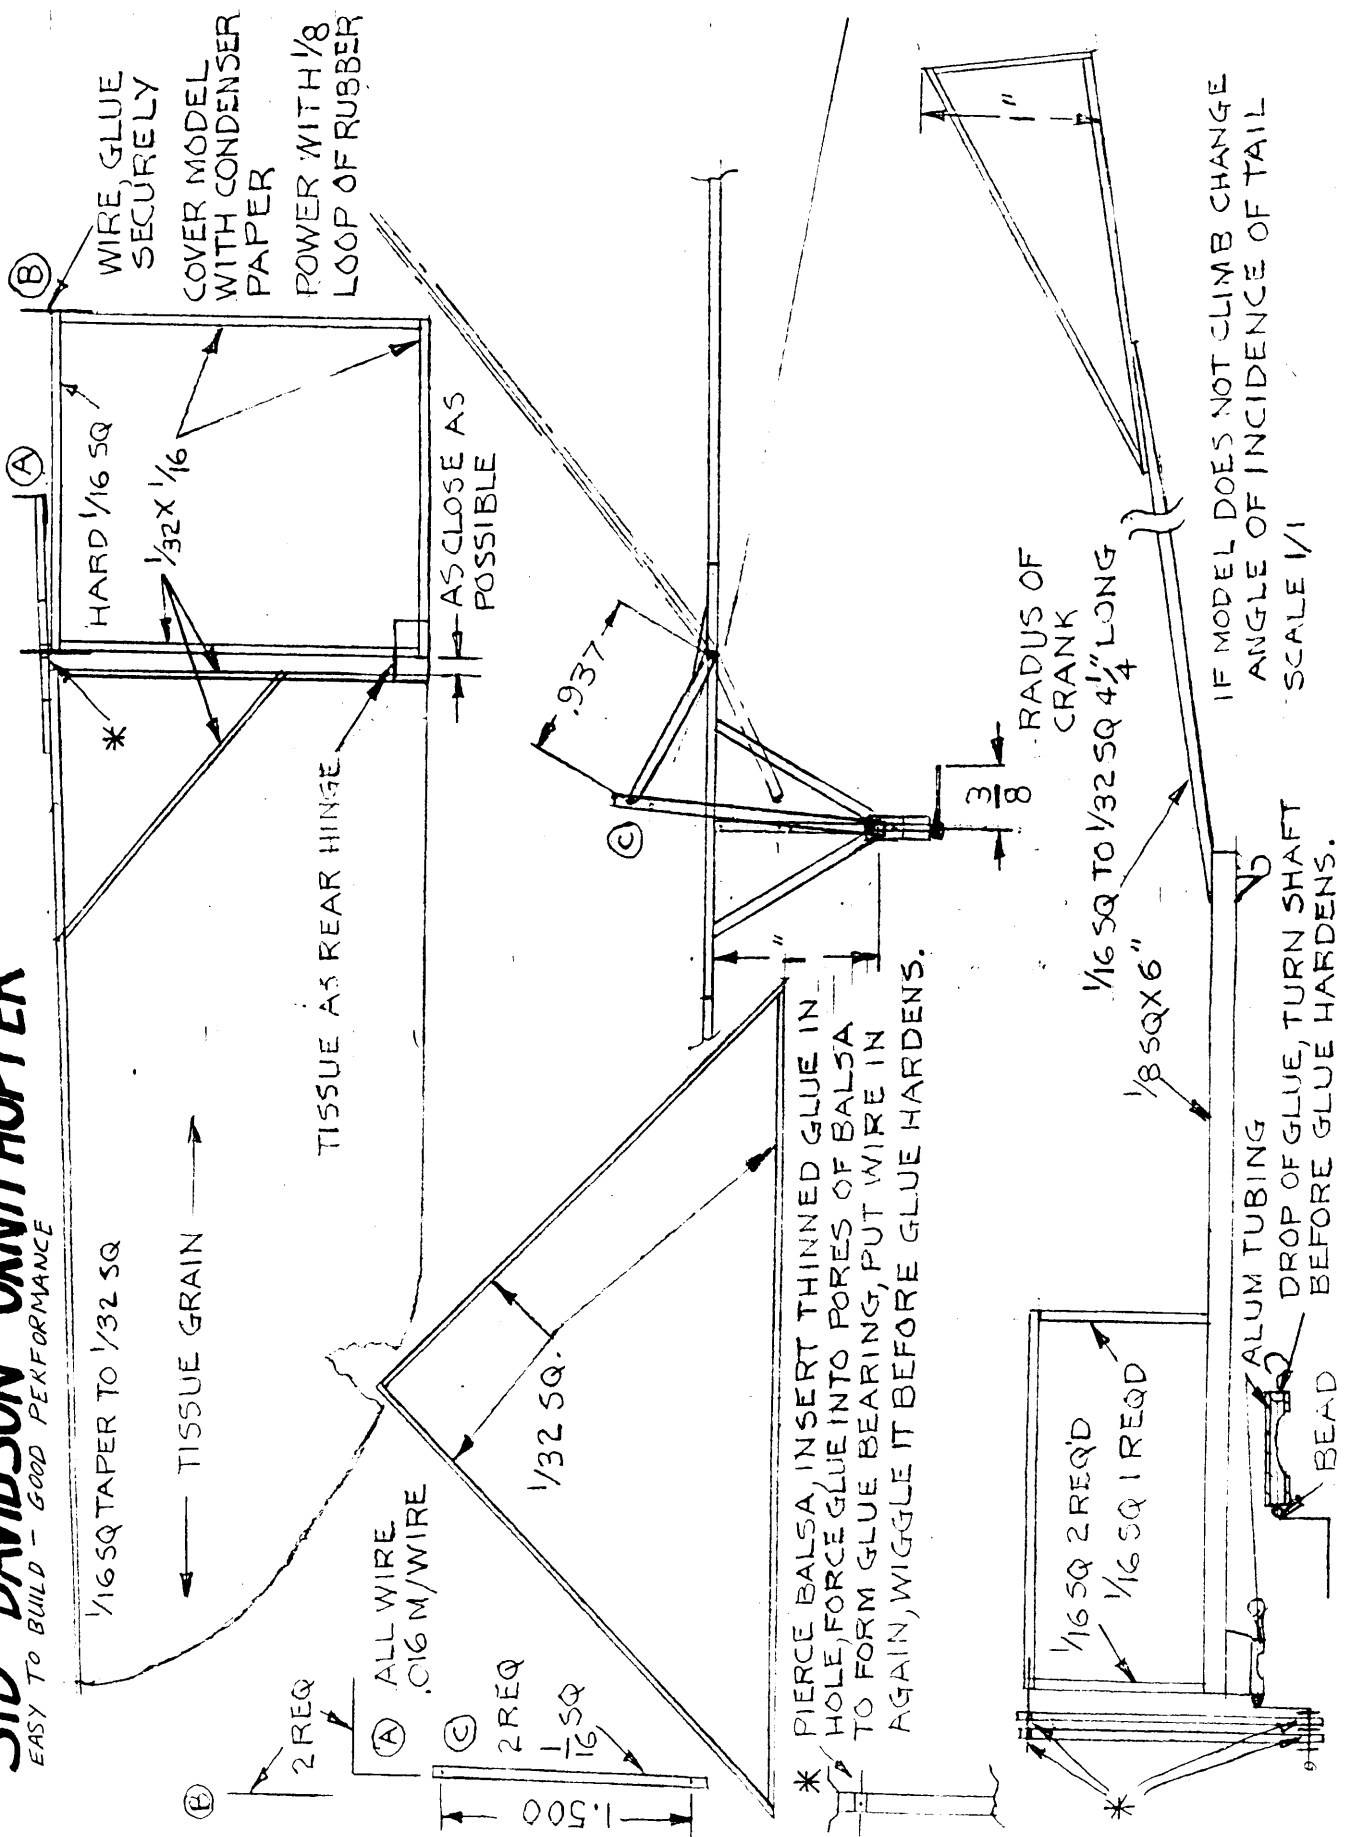 SID DAVIDSON ORNITHOPTER
EASY TO BUILD - GOOD PERFORMANCE
1/16 SQ TAPER TO 1/32 SQ
← TISSUE GRAIN →
TISSUE AS REAR HINGE
*
A
B
HARD 1/16 SQ
1/32 X 1/16
AS CLOSE AS
POSSIBLE
WIRE, GLUE
SECURELY
COVER MODEL
WITH CONDENSER
PAPER
POWER WITH 1/8
LOOP OF RUBBER
B
2 REQ
A
ALL WIRE
.016 M/WIRE
C
2 REQ
1/16 SQ
1.500
1/32 SQ.
C
.937
1"
3/8
RADIUS OF
CRANK
* PIERCE BALSA, INSERT THINNED GLUE IN
HOLE, FORCE GLUE INTO PORES OF BALSA
TO FORM GLUE BEARING, PUT WIRE IN
AGAIN, WIGGLE IT BEFORE GLUE HARDENS.
1/16 SQ 2 REQ'D
1/16 SQ 1 REQD
*
1/8 SQ X 6"
1/16 SQ TO 1/32 SQ 4 1/4" LONG
1"
ALUM TUBING
DROP OF GLUE, TURN SHAFT
BEFORE GLUE HARDENS.
BEAD
IF MODEL DOES NOT CLIMB CHANGE
ANGLE OF INCIDENCE OF TAIL
SCALE 1/1